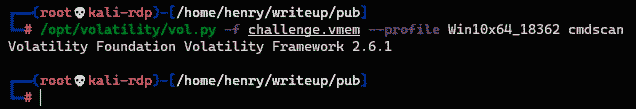 ┌──(root💀kali-rdp)-[/home/henry/writeup/pub]
└─# /opt/volatility/vol.py -f challenge.vmem --profile Win10x64_18362 cmdscan
Volatility Foundation Volatility Framework 2.6.1
┌──(root💀kali-rdp)-[/home/henry/writeup/pub]
└─#